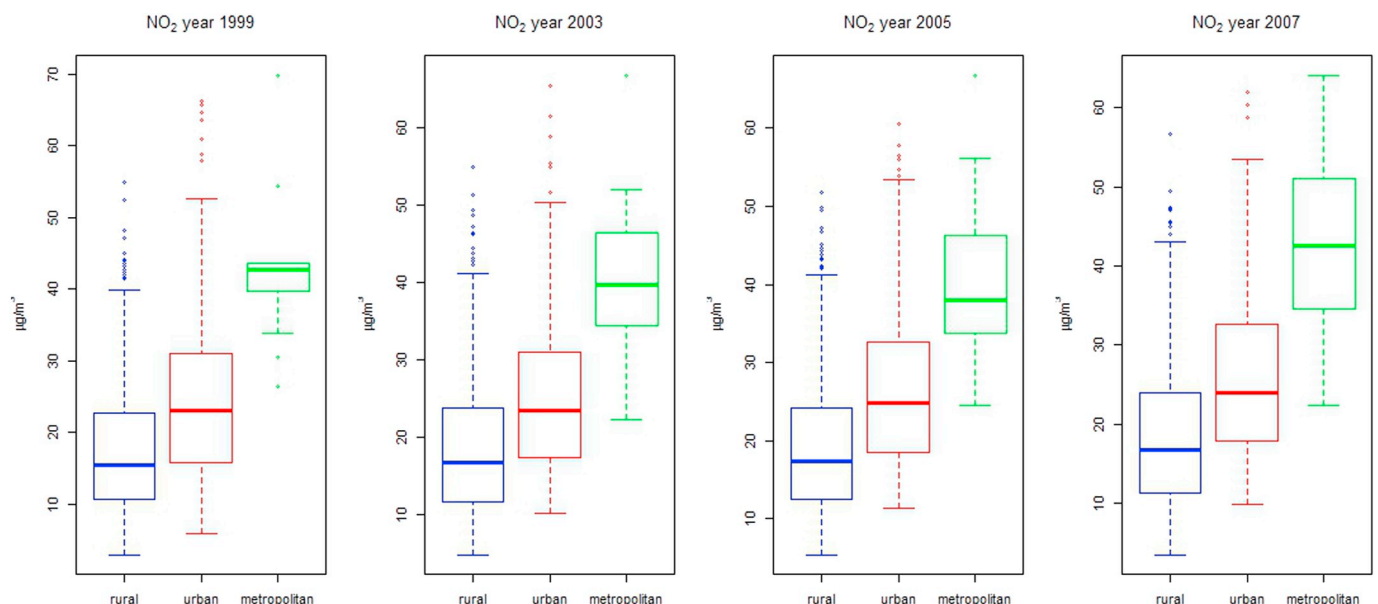 NO₂ year 1999
70
60
50
40
30
20
10
µg/m³
rural urban metropolitan
NO₂ year 2003
60
50
40
30
20
10
µg/m³
rural urban metropolitan
NO₂ year 2005
60
50
40
30
20
10
µg/m³
rural urban metropolitan
NO₂ year 2007
60
50
40
30
20
10
µg/m³
rural urban metropolitan